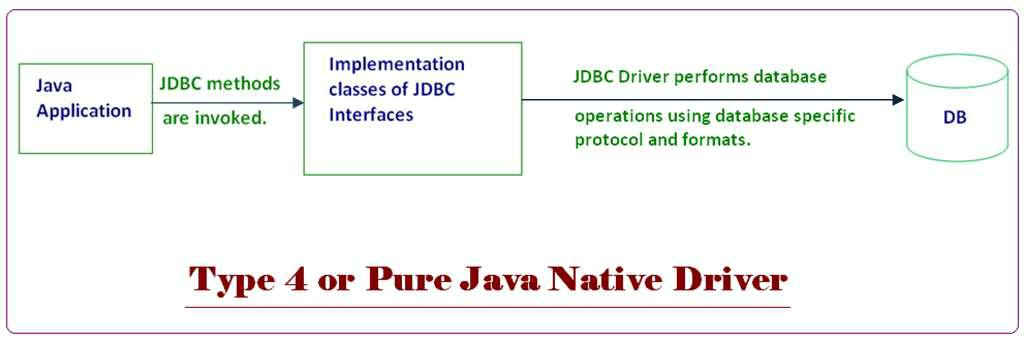 Java
Application
JDBC methods
are invoked.
Implementation
classes of JDBC
Interfaces
JDBC Driver performs database
operations using database specific
protocol and formats.
DB
Type 4 or Pure Java Native Driver